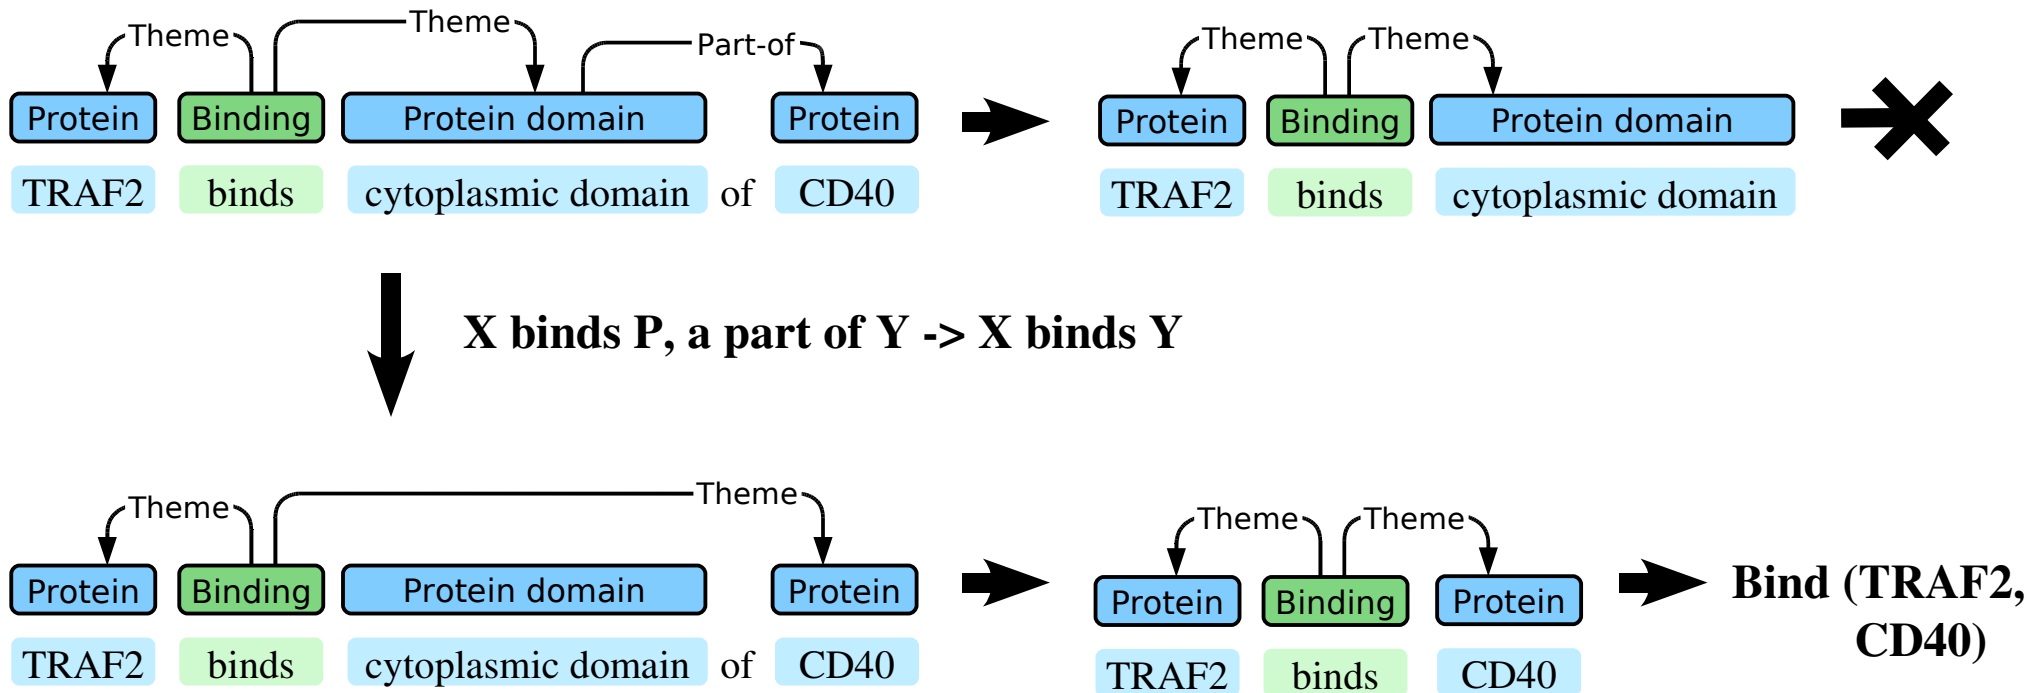 Theme Theme Part-of
Protein Binding Protein domain Protein
TRAF2 binds cytoplasmic domain of CD40
Theme Theme
Protein Binding Protein domain
TRAF2 binds cytoplasmic domain
X binds P, a part of Y -> X binds Y
Theme Theme
Protein Binding Protein domain Protein
TRAF2 binds cytoplasmic domain of CD40
Theme Theme
Protein Binding Protein
TRAF2 binds CD40
Bind (TRAF2,
CD40)